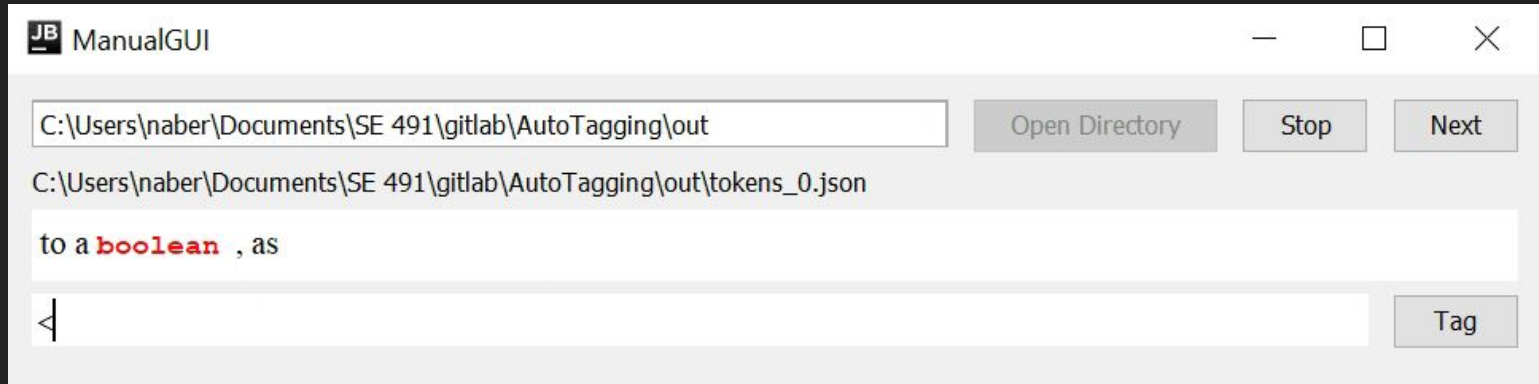 JB ManualGUI
C:\Users\naber\Documents\SE 491\gitlab\AutoTagging\out Open Directory Stop Next
C:\Users\naber\Documents\SE 491\gitlab\AutoTagging\out\tokens_0.json
to a boolean , as
< Tag